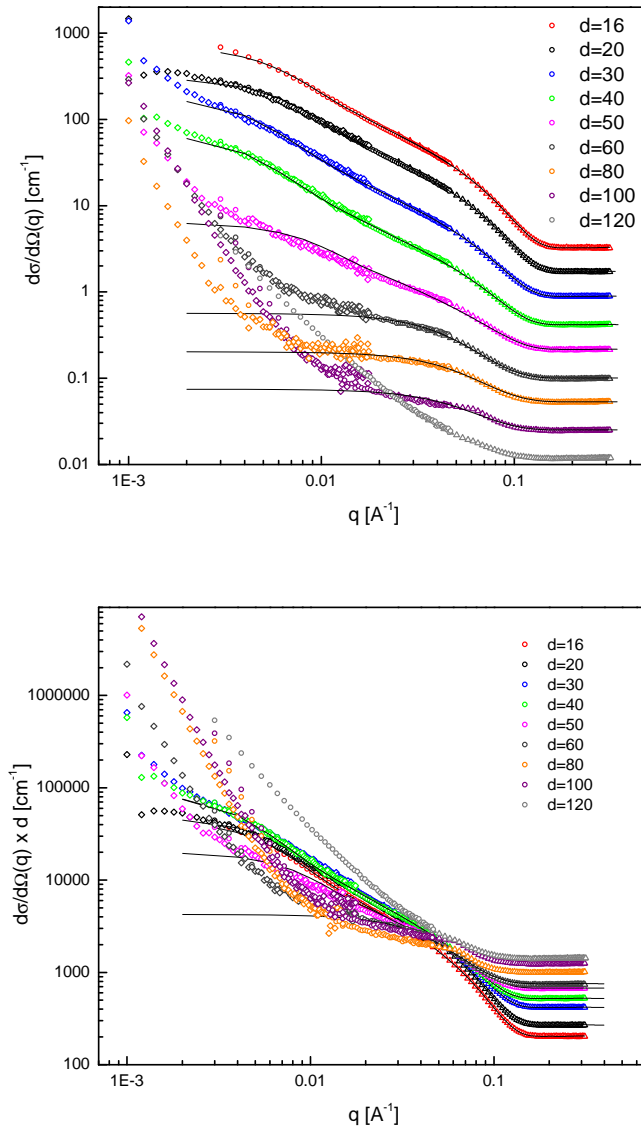 1000
100
10
1
0.1
0.01
dσ/dΩ(q) [cm⁻¹]
d=16
d=20
d=30
d=40
d=50
d=60
d=80
d=100
d=120
1E-3 0.01 0.1
q [A⁻¹]
1000000
100000
10000
1000
100
dσ/dΩ(q) x d [cm⁻¹]
d=16
d=20
d=30
d=40
d=50
d=60
d=80
d=100
d=120
1E-3 0.01 0.1
q [A⁻¹]